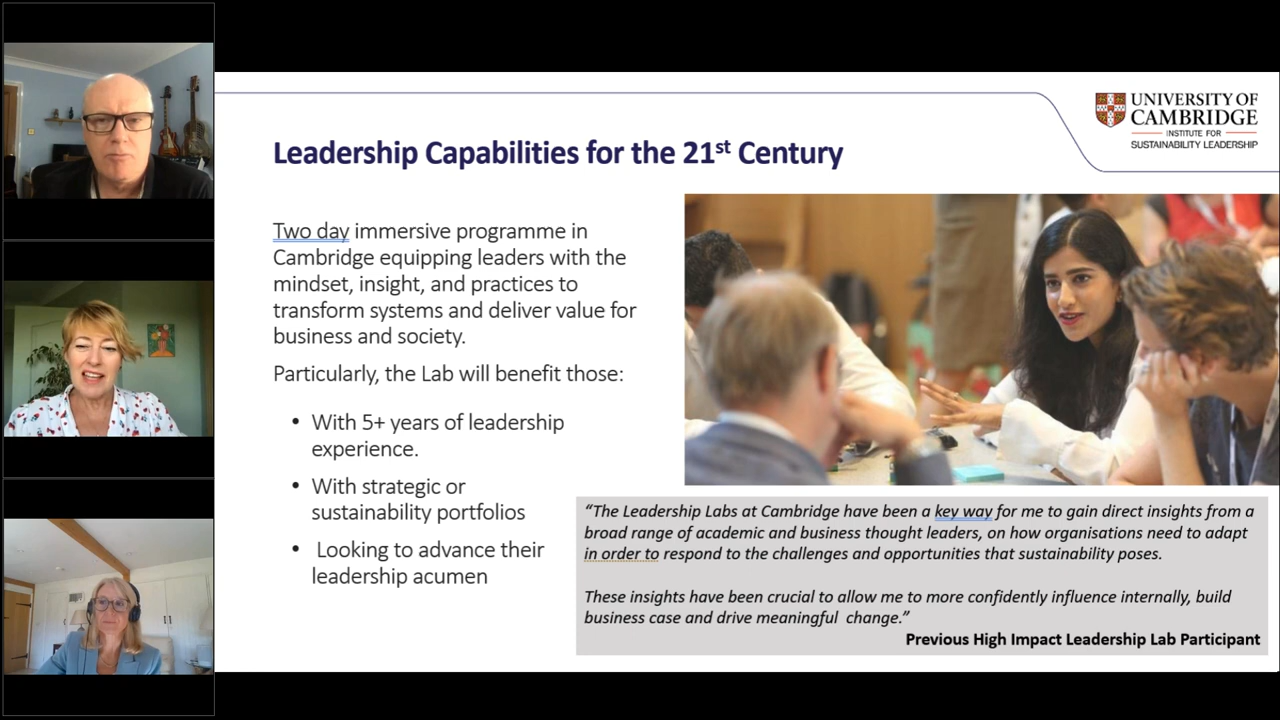 UNIVERSITY OF
CAMBRIDGE
INSTITUTE FOR
SUSTAINABILITY LEADERSHIP
Leadership Capabilities for the 21st Century
Two day immersive programme in
Cambridge equipping leaders with the
mindset, insight, and practices to
transform systems and deliver value for
business and society.
Particularly, the Lab will benefit those:
• With 5+ years of leadership
experience.
• With strategic or
sustainability portfolios
• Looking to advance their
leadership acumen
“The Leadership Labs at Cambridge have been a key way for me to gain direct insights from a
broad range of academic and business thought leaders, on how organisations need to adapt
in order to respond to the challenges and opportunities that sustainability poses.
These insights have been crucial to allow me to more confidently influence internally, build
business case and drive meaningful change.”
Previous High Impact Leadership Lab Participant